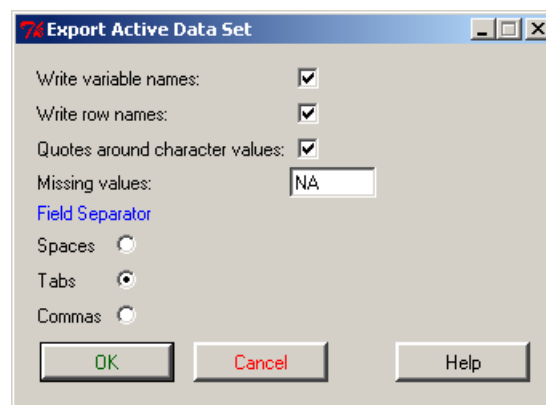 Export Active Data Set
Write variable names:
Write row names:
Quotes around character values:
Missing values: NA
Field Separator
Spaces
Tabs
Commas
OK Cancel Help